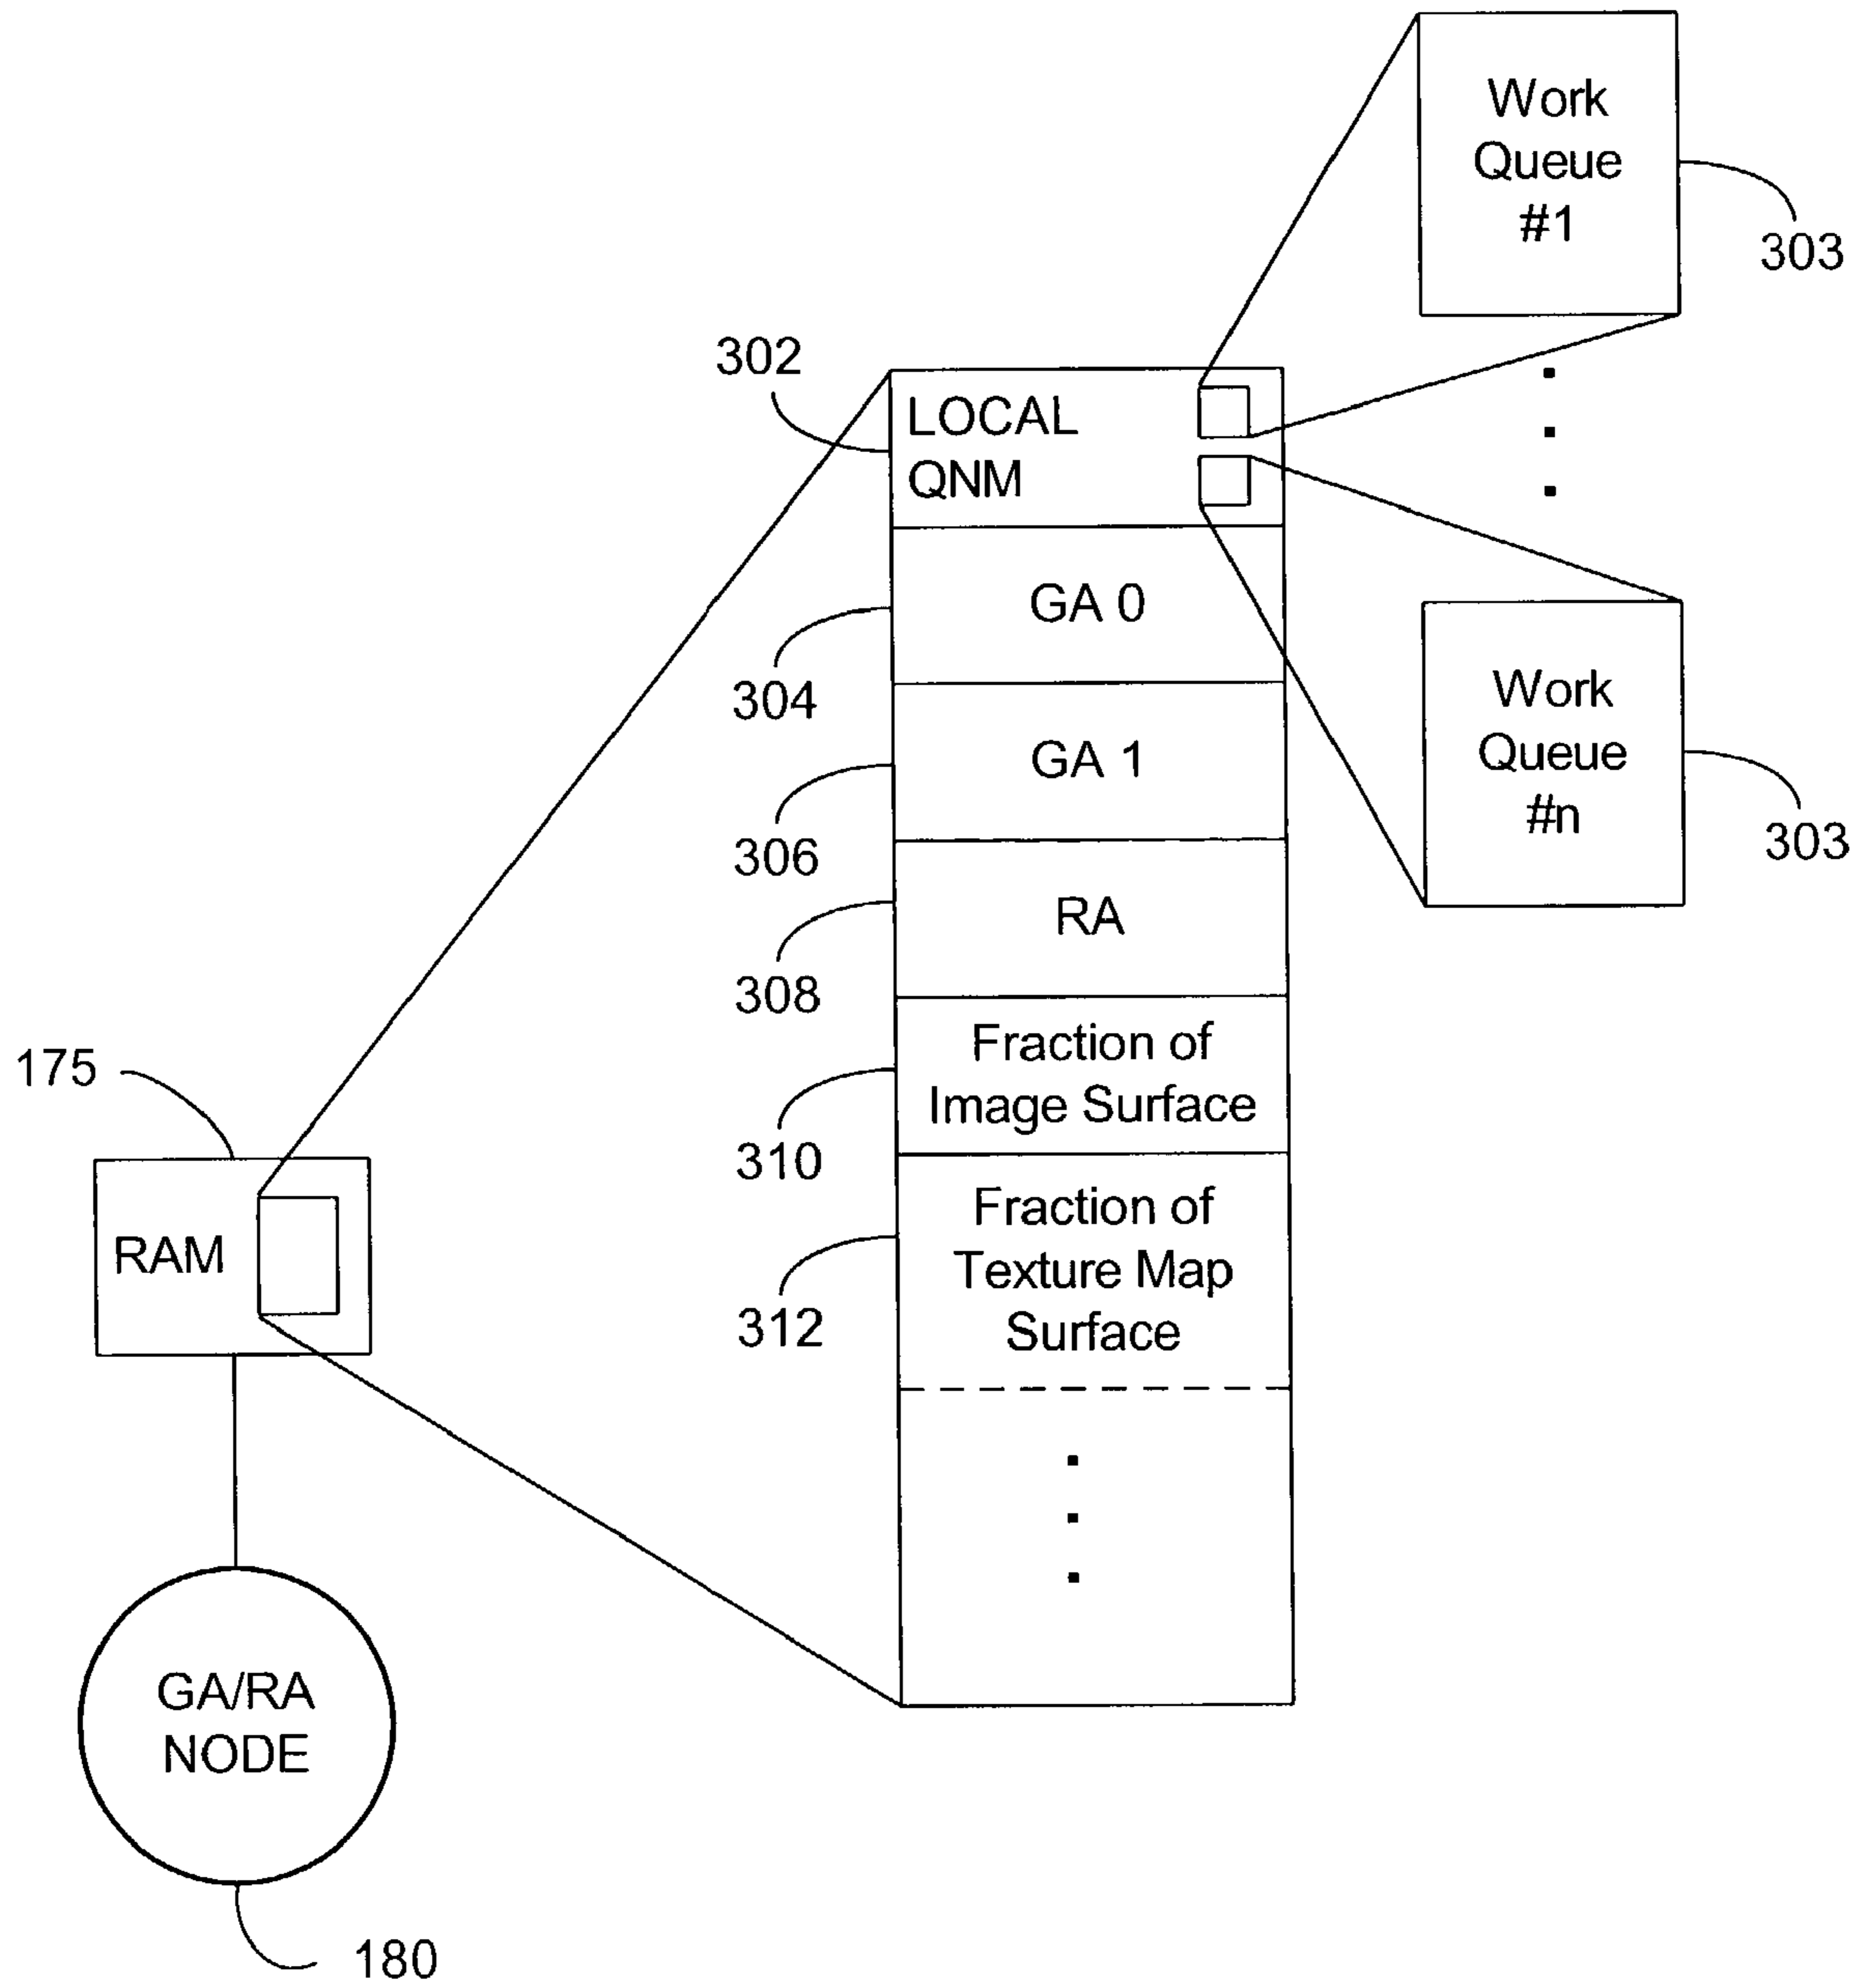 Work
Queue
#1
303
302
LOCAL
QNM
GA 0
304
GA 1
306
Work
Queue
#n
303
RA
308
Fraction of
Image Surface
310
175
RAM
Fraction of
Texture Map
Surface
312
GA/RA
NODE
180